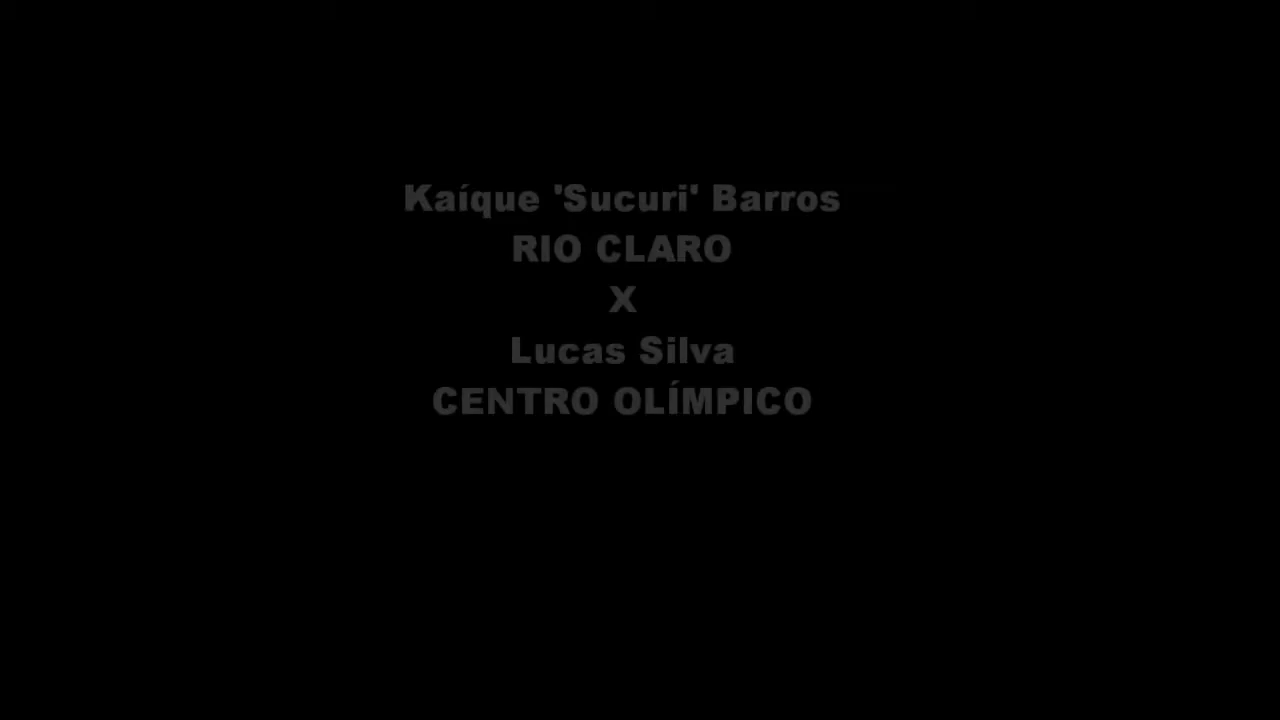 Kaíque 'Sucuri' Barros
RIO CLARO
X
Lucas Silva
CENTRO OLÍMPICO